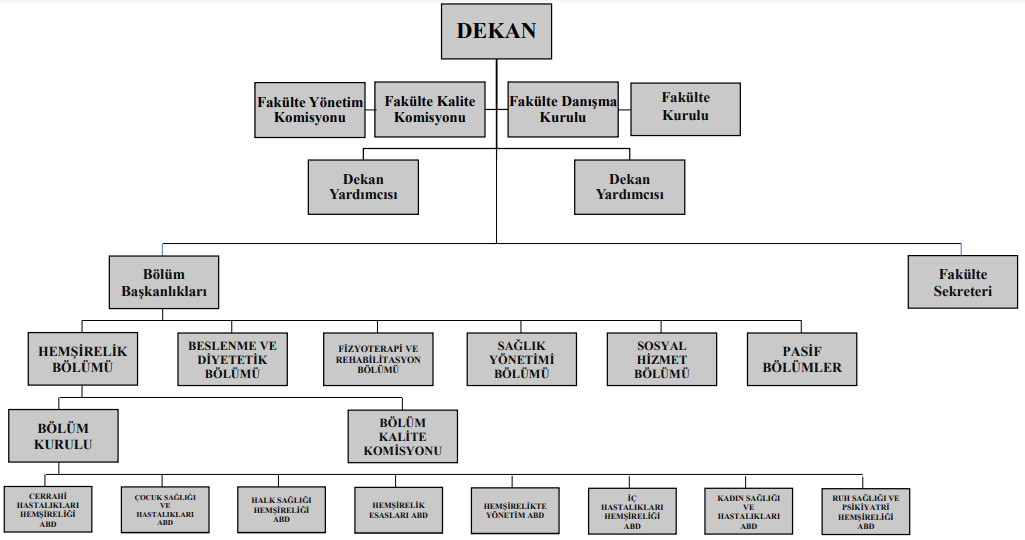 DEKAN
Fakülte Yönetim
Komisyonu
Fakülte Kalite
Komisyonu
Fakülte Danışma
Kurulu
Fakülte
Kurulu
Dekan
Yardımcısı
Dekan
Yardımcısı
Bölüm
Başkanlıkları
Fakülte
Sekreteri
HEMŞİRELİK
BÖLÜMÜ
BESLENME VE
DİYETETİK
BÖLÜMÜ
FİZYOTERAPİ VE
REHABİLİTASYON
BÖLÜMÜ
SAĞLIK
YÖNETİMİ
BÖLÜMÜ
SOSYAL
HİZMET
BÖLÜMÜ
PASİF
BÖLÜMLER
BÖLÜM
KURULU
BÖLÜM
KALİTE
KOMİSYONU
CERRAHİ
HASTALIKLARI
HEMŞİRELİĞİ
ABD
ÇOCUK SAĞLIĞI
VE
HASTALIKLARI
ABD
HALK SAĞLIĞI
HEMŞİRELİĞİ
ABD
HEMŞİRELİK
ESASLARI ABD
HEMŞİRELİKTE
YÖNETİM ABD
İÇ
HASTALIKLARI
HEMŞİRELİĞİ
ABD
KADIN SAĞLIĞI
VE
HASTALIKLARI
ABD
RUH SAĞLIĞI VE
PSİKİYATRİ
HEMŞİRELİĞİ
ABD